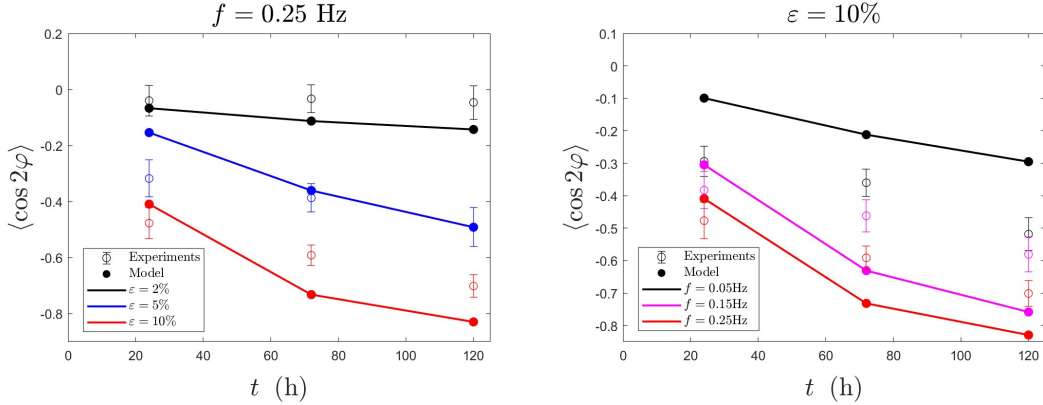 f = 0.25 Hz
0.2
0
-0.2
-0.4
-0.6
-0.8
⟨cos 2φ⟩
Experiments
Model
ε = 2%
ε = 5%
ε = 10%
0 20 40 60 80 100 120
t (h)
ε = 10%
0.1
0
-0.1
-0.2
-0.3
-0.4
-0.5
-0.6
-0.7
-0.8
⟨cos 2φ⟩
Experiments
Model
f = 0.05Hz
f = 0.15Hz
f = 0.25Hz
0 20 40 60 80 100 120
t (h)